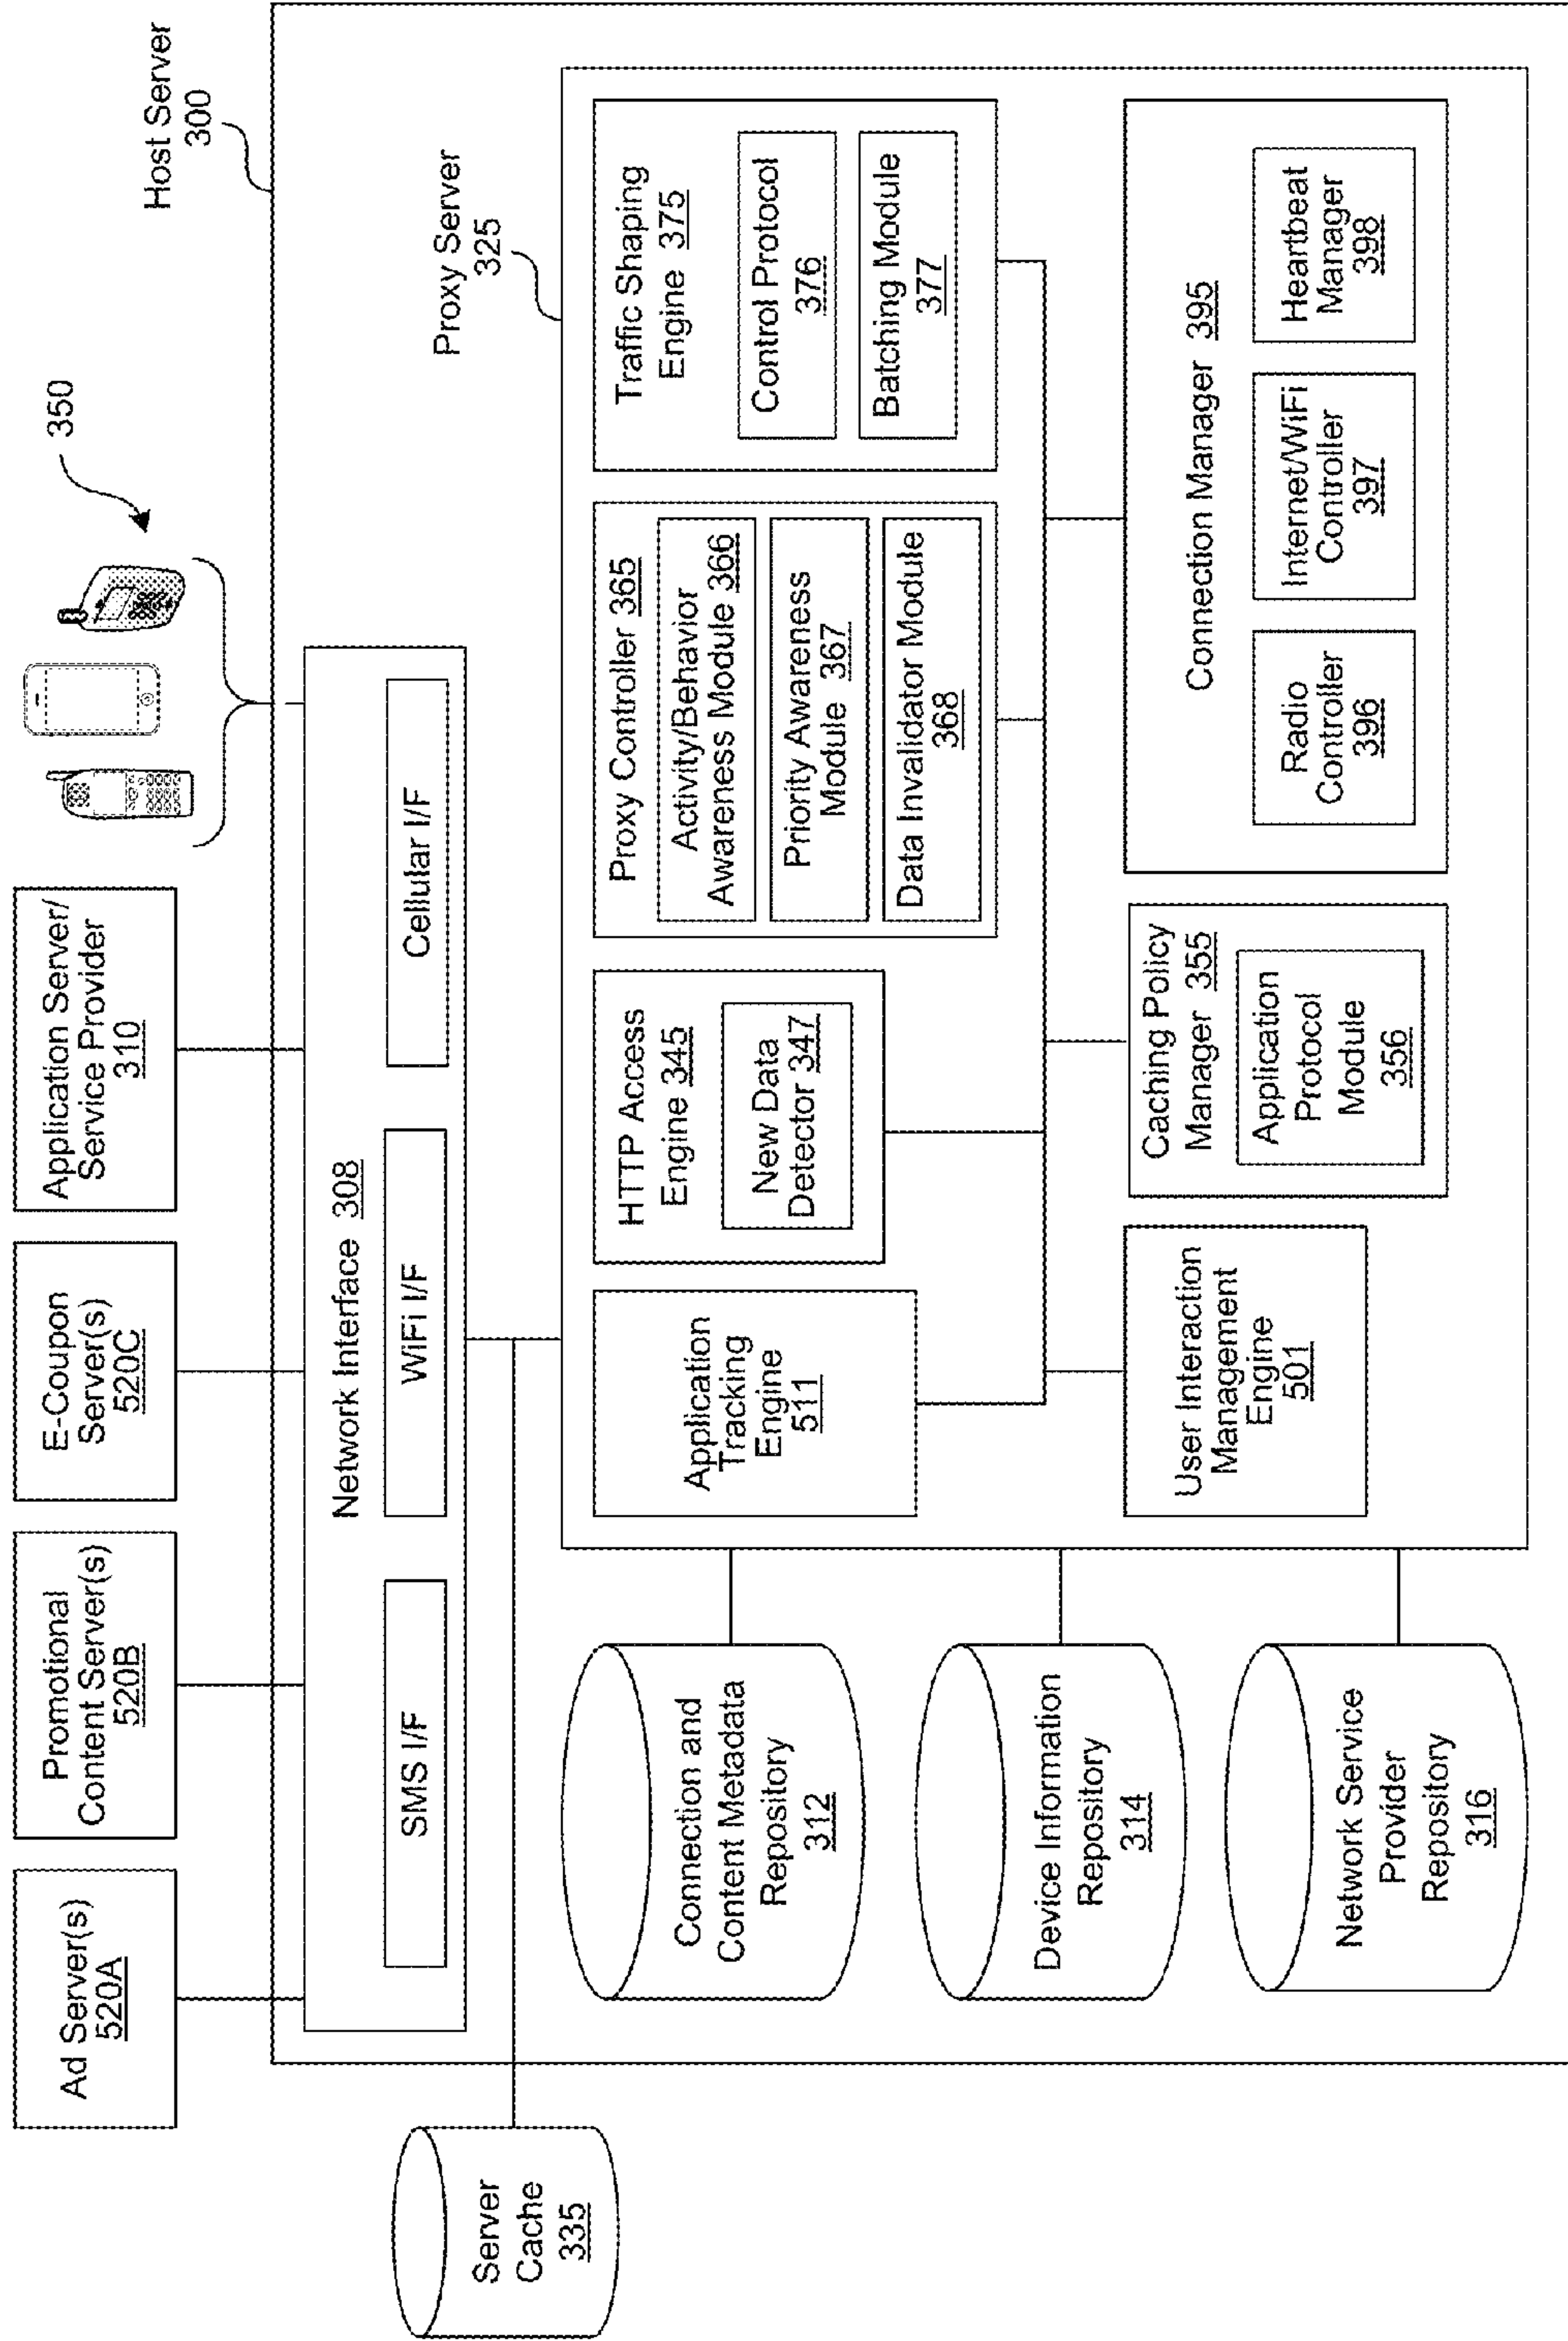 Ad Server(s)
520A
Promotional
Content Server(s)
520B
E-Coupon
Server(s)
520C
Application Server/
Service Provider
310
350
Host Server
300
Network Interface 308
SMS I/F
WiFi I/F
Cellular I/F
Server
Cache
335
Proxy Server
325
Connection and
Content Metadata
Repository
312
Device Information
Repository
314
Network Service
Provider
Repository
316
Application
Tracking
Engine
511
HTTP Access
Engine 345
New Data
Detector 347
Proxy Controller 365
Activity/Behavior
Awareness Module 366
Priority Awareness
Module 367
Data Invalidator Module
368
Traffic Shaping
Engine 375
Control Protocol
376
Batching Module
377
User Interaction
Management
Engine
501
Caching Policy
Manager 355
Application
Protocol
Module
356
Connection Manager 395
Radio
Controller
396
Internet/WiFi
Controller
397
Heartbeat
Manager
398